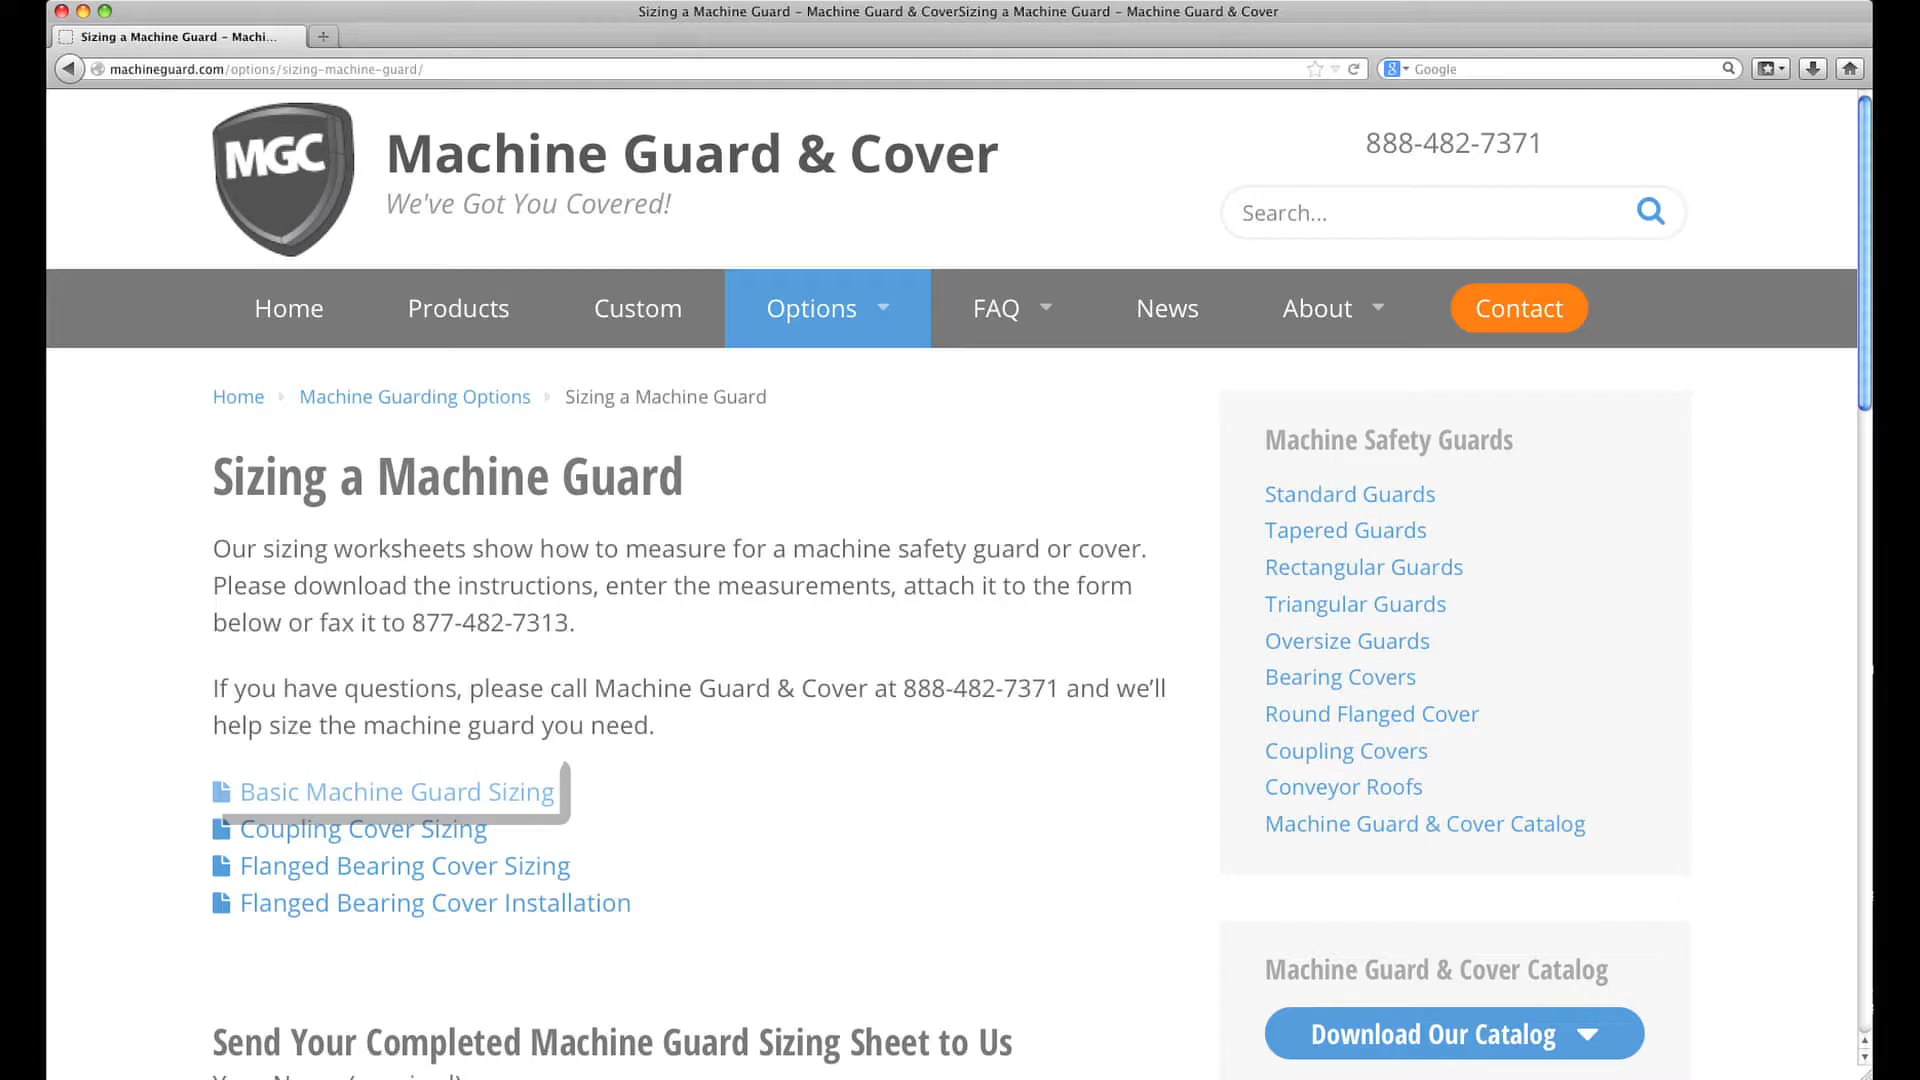 Sizing a Machine Guard – Machine Guard & CoverSizing a Machine Guard – Machine Guard & Cover
Sizing a Machine Guard – Machi...
machineguard.com/options/sizing-machine-guard/
Google
MGC
Machine Guard & Cover
We've Got You Covered!
888-482-7371
Search...
Home Products Custom Options FAQ News About Contact
Home Machine Guarding Options Sizing a Machine Guard
Sizing a Machine Guard
Our sizing worksheets show how to measure for a machine safety guard or cover.
Please download the instructions, enter the measurements, attach it to the form
below or fax it to 877-482-7313.
If you have questions, please call Machine Guard & Cover at 888-482-7371 and we’ll
help size the machine guard you need.
Basic Machine Guard Sizing
Coupling Cover Sizing
Flanged Bearing Cover Sizing
Flanged Bearing Cover Installation
Send Your Completed Machine Guard Sizing Sheet to Us
Machine Safety Guards
Standard Guards
Tapered Guards
Rectangular Guards
Triangular Guards
Oversize Guards
Bearing Covers
Round Flanged Cover
Coupling Covers
Conveyor Roofs
Machine Guard & Cover Catalog
Machine Guard & Cover Catalog
Download Our Catalog